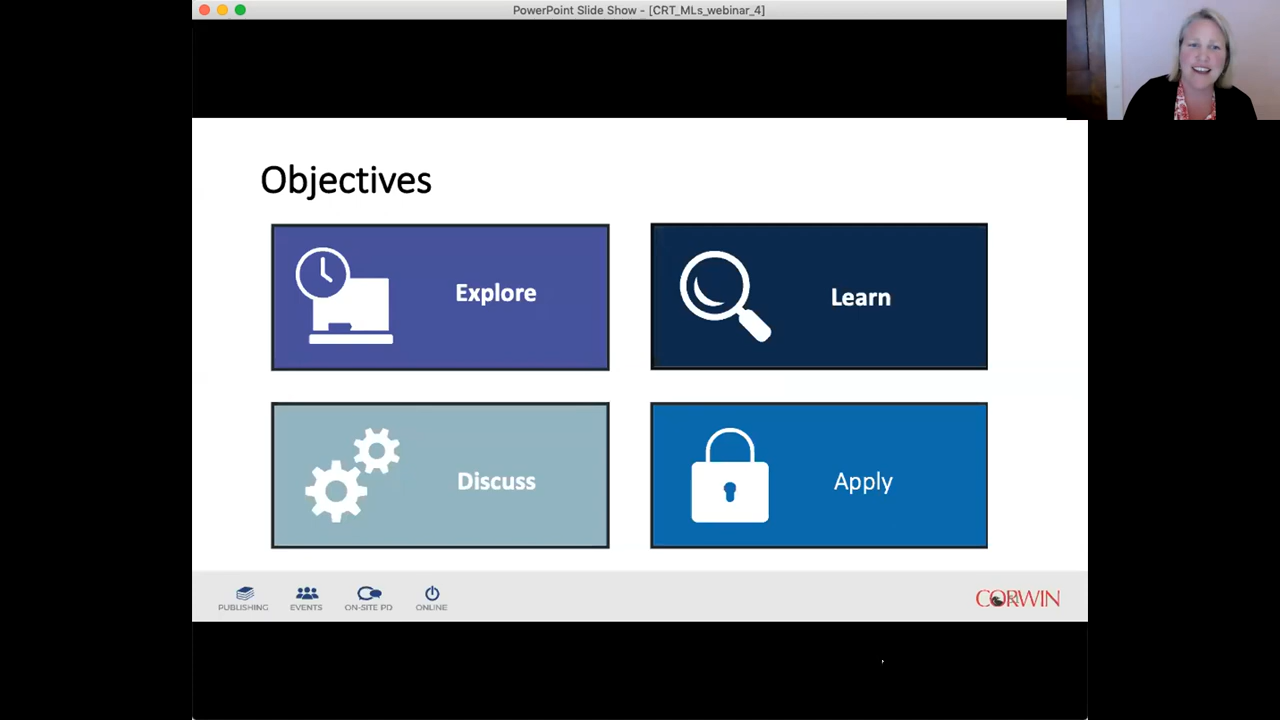 PowerPoint Slide Show - [CRT_MLs_webinar_4]
Objectives
Explore
Learn
Discuss
Apply
PUBLISHING EVENTS ON-SITE PD ONLINE
CORWIN